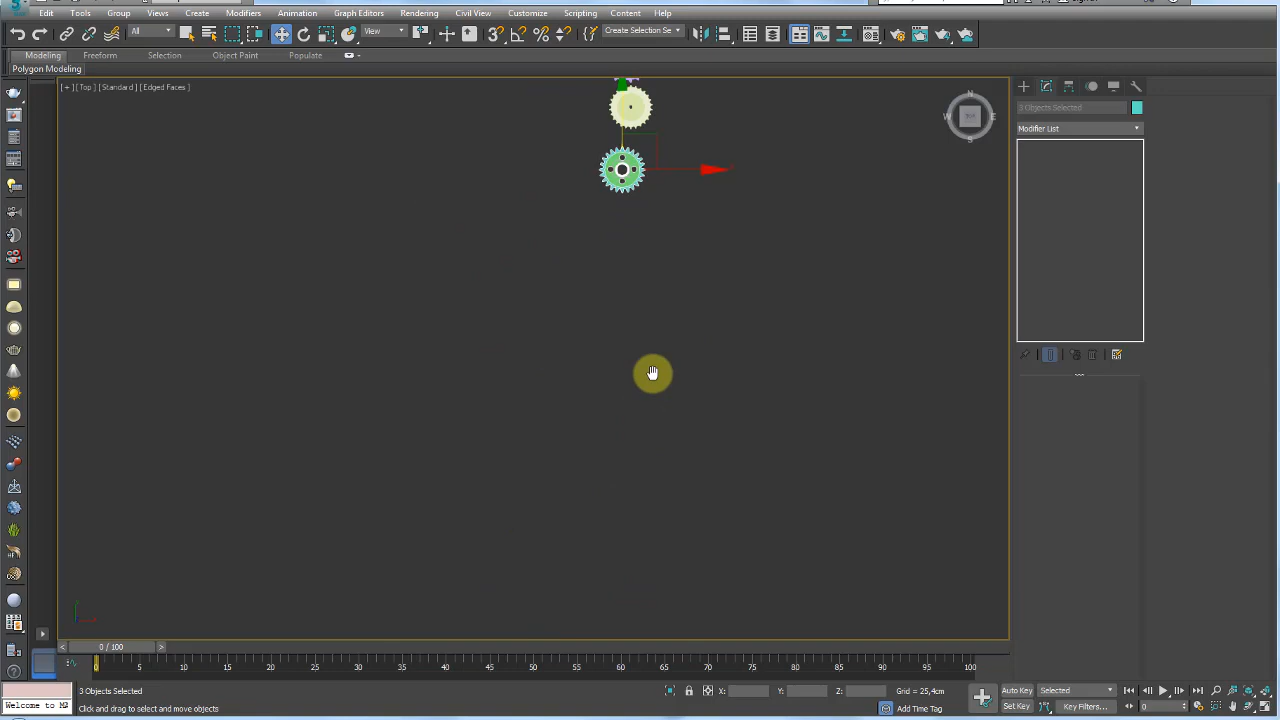 Edit Tools Group Views Create Modifiers Animation Graph Editors Rendering Civil View Customize Scripting Content Help
All View Create Selection Se
Modeling Freeform Selection Object Paint Populate
Polygon Modeling
[+] [Top] [Standard] [Edged Faces]
N
W E
S
3 Objects Selected
Modifier List
< 0 / 100 >
0 5 10 15 20 25 30 35 40 45 50 55 60 65 70 75 80 85 90 95 100
3 Objects Selected X: Y: Z: Grid = 25,4cm Auto Key Selected
Welcome to M Click and drag to select and move objects Add Time Tag Set Key Key Filters... 0